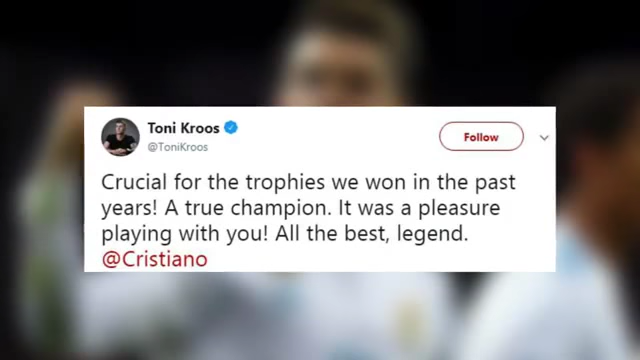 Toni Kroos
@ToniKroos
Follow
Crucial for the trophies we won in the past
years! A true champion. It was a pleasure
playing with you! All the best, legend.
@Cristiano